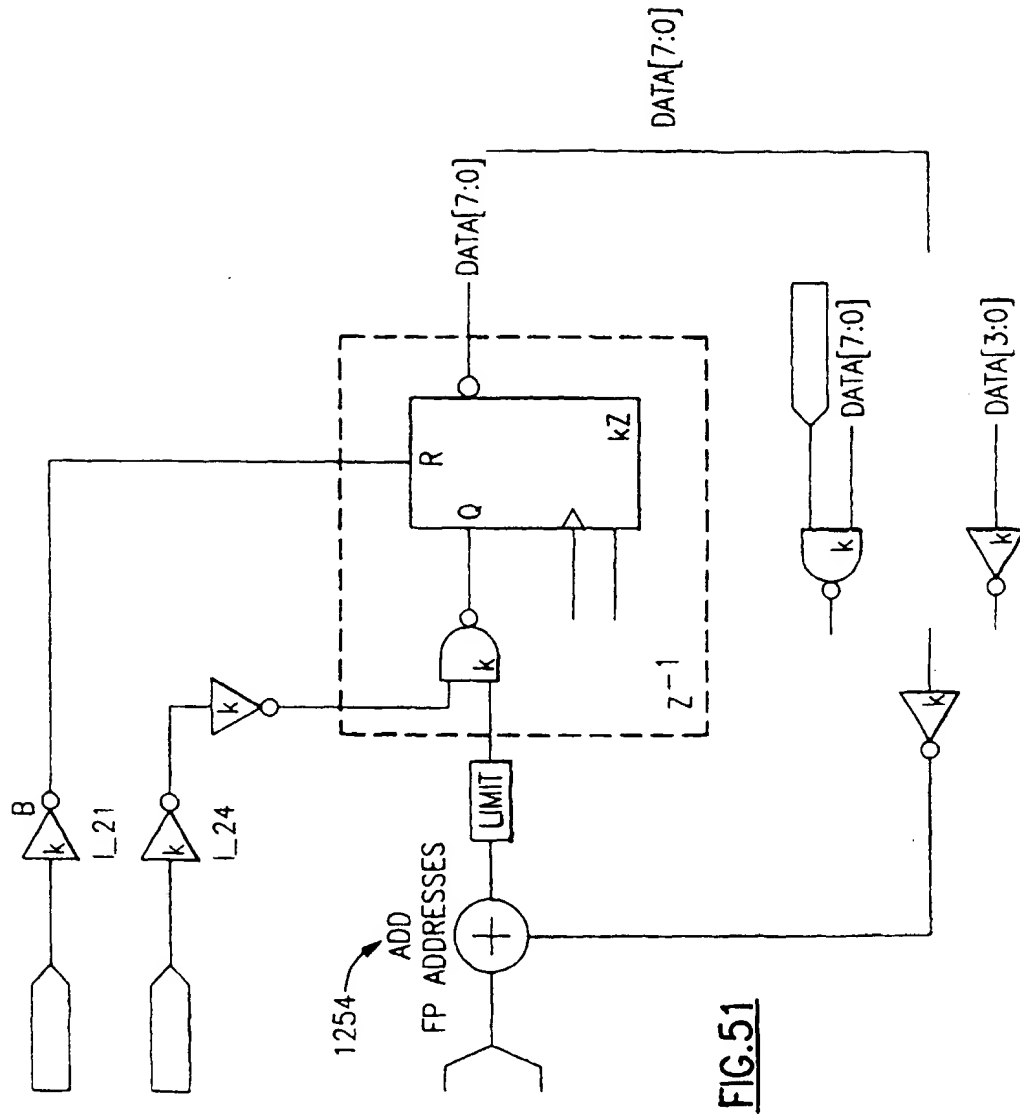 B
k
I_21
k
I_24
k
1254
ADD
FP ADDRESSES
+
LIMIT
k
Q
R
kZ
Z-1
DATA[7:0]
DATA[7:0]
k
DATA[7:0]
k
DATA[3:0]
k
FIG.51